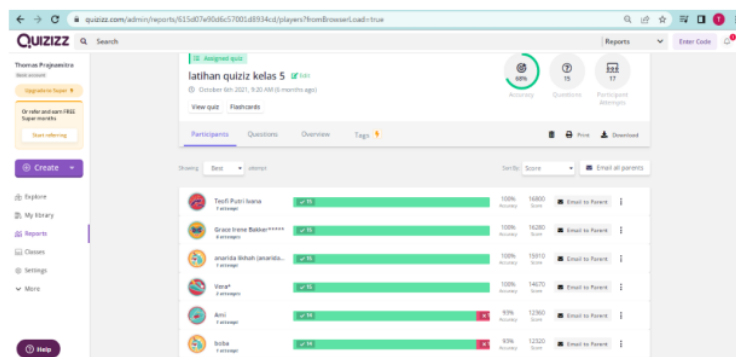 quizizz.com/admin/reports/615d07e90d6c57001d8934cd/players?fromBrowserLoad=true
QUIZIZZ
Search
Reports
Enter Code
Thomas Prajnamitra
Basic account
Upgrade to Super
Or refer and earn FREE
Super months
Start referring
Create
Explore
My library
Reports
Classes
Settings
More
Help
Assigned quiz
latihan quiziz kelas 5 Edit
October 6th 2021, 9:20 AM (6 months ago)
View quiz Flashcards
68%
Accuracy
15
Questions
17
Participant
Attempts
Participants Questions Overview Tags
Print Download
Showing Best attempt
Sort By: Score
Email all parents
Teofi Putri Ivana
1 attempt
15
100%
Accuracy
16800
Score
Email to Parent
Grace Irene Bakker*****
4 attempts
15
100%
Accuracy
16280
Score
Email to Parent
15
100%
Accuracy
15910
Score
Email to Parent
1 attempt
Vena*
2 attempts
15
100%
Accuracy
14670
Score
Email to Parent
Ami
1 attempt
14
1
93%
Accuracy
12360
Score
Email to Parent
boba
1 attempt
14
93%
Accuracy
12320
Score
Email to Parent